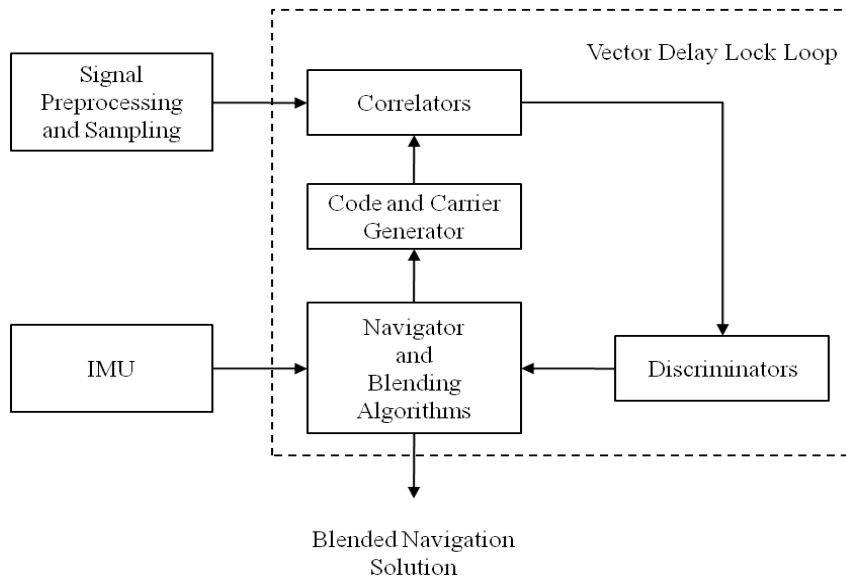 Vector Delay Lock Loop
Signal
Preprocessing
and Sampling
Correlators
Code and Carrier
Generator
IMU
Navigator
and
Blending
Algorithms
Discriminators
Blended Navigation
Solution